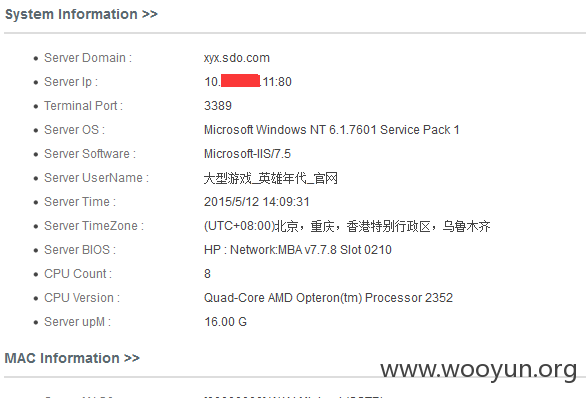 System Information >>
Server Domain : xyx.sdo.com
Server Ip : 10. .11:80
Terminal Port : 3389
Server OS : Microsoft Windows NT 6.1.7601 Service Pack 1
Server Software : Microsoft-IIS/7.5
Server UserName : 大型游戏_英雄年代_官网
Server Time : 2015/5/12 14:09:31
Server TimeZone : (UTC+08:00)北京，重庆，香港特别行政区，乌鲁木齐
Server BIOS : HP : Network:MBA v7.7.8 Slot 0210
CPU Count : 8
CPU Version : Quad-Core AMD Opteron(tm) Processor 2352
Server upM : 16.00 G
MAC Information >>
www.wooyun.org